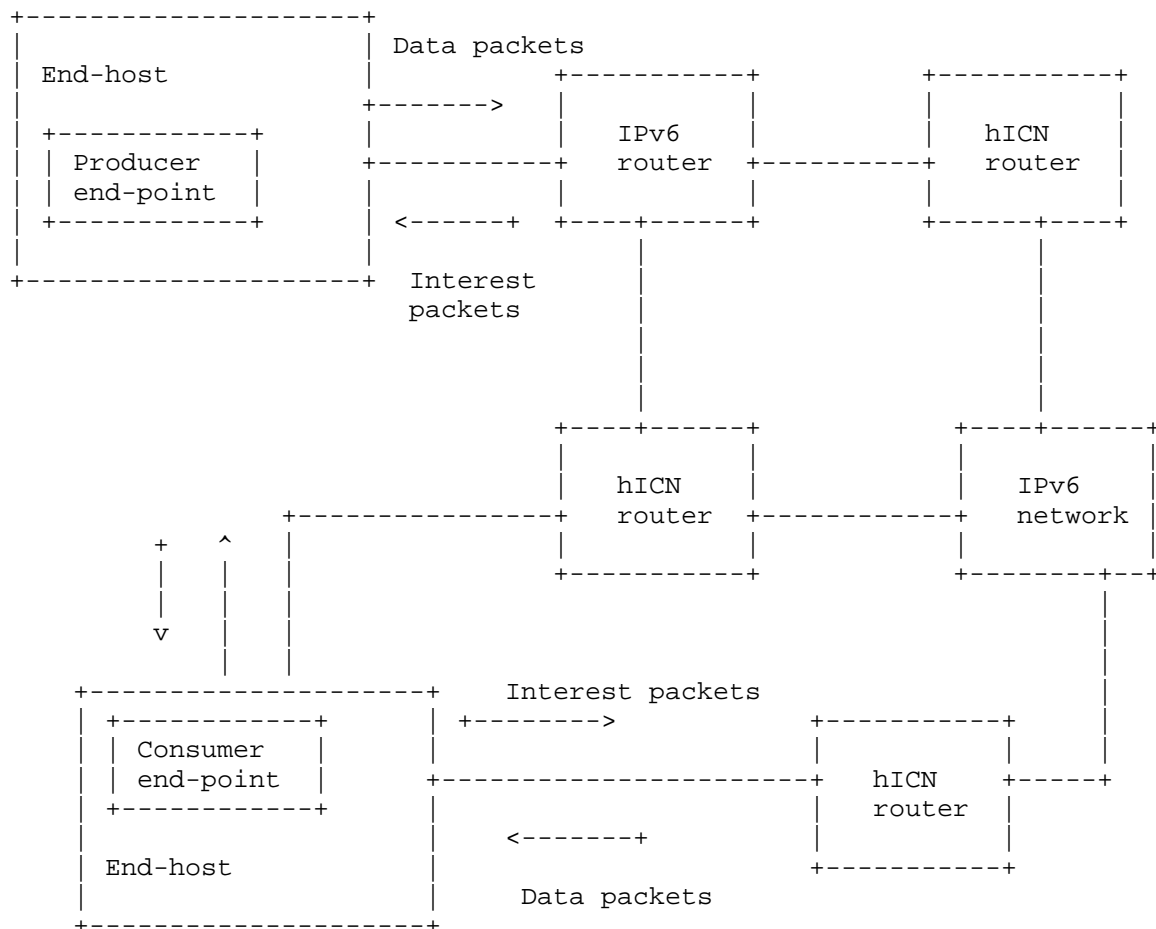 Data packets
End-host
IPv6
router
hICN
router
Producer
end-point
Interest
packets
hICN
router
IPv6
network
Interest packets
Consumer
end-point
hICN
router
End-host
Data packets